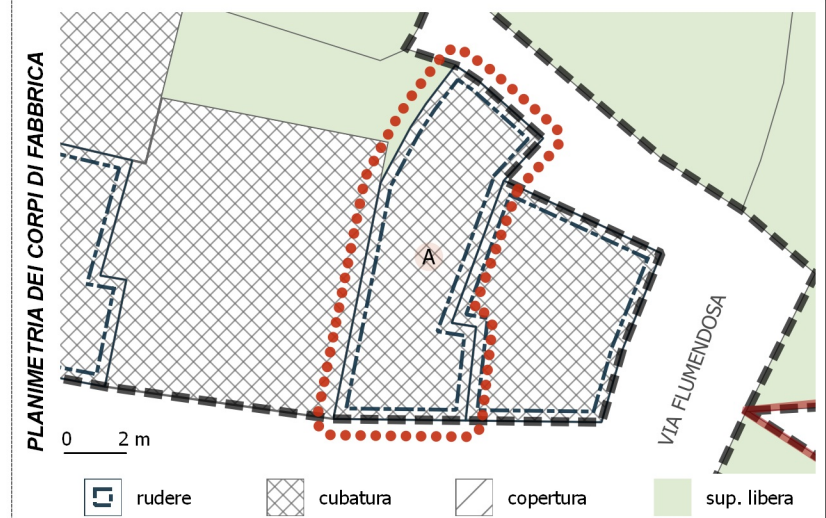 PLANIMETRIA DEI CORPI DI FABBRICA
A
VIA FLUMENDOSA
0 2 m
rudere cubatura copertura sup. libera